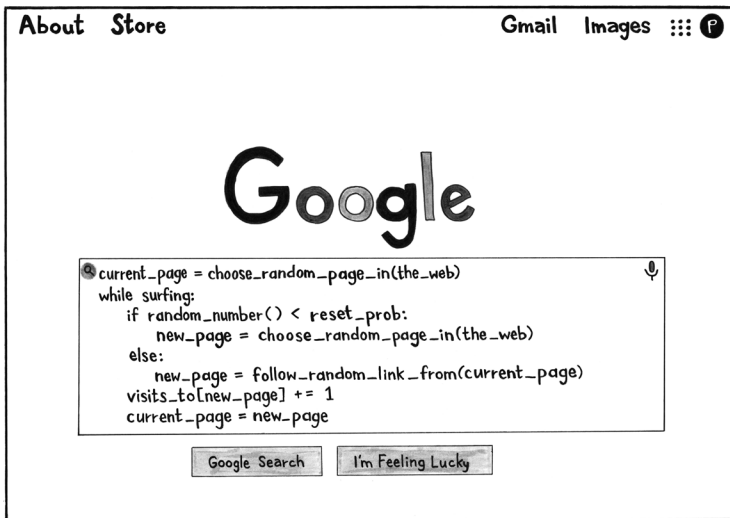 About Store Gmail Images P
Google
current_page = choose_random_page_in(the_web)
while surfing:
if random_number() < reset_prob:
new_page = choose_random_page_in(the_web)
else:
new_page = follow_random_link_from(current_page)
visits_to[new_page] += 1
current_page = new_page
Google Search I'm Feeling Lucky